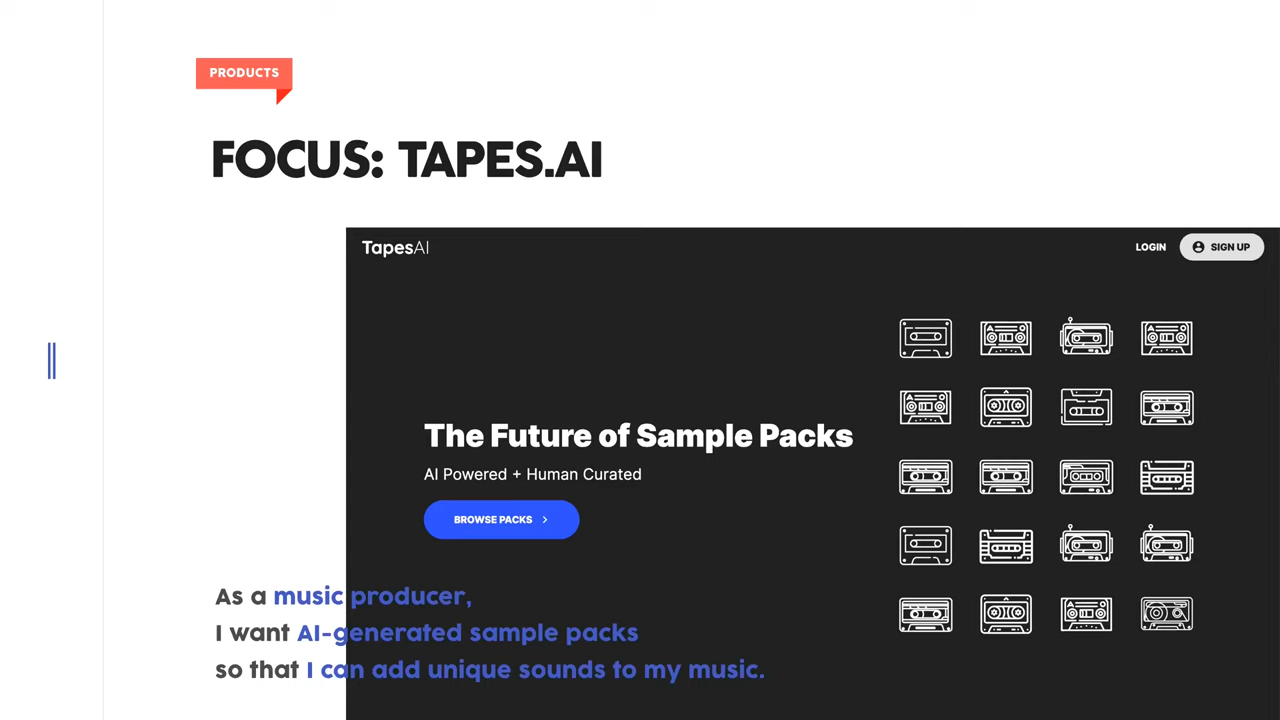 PRODUCTS
FOCUS: TAPES.AI
TapesAI
LOGIN
SIGN UP
The Future of Sample Packs
AI Powered + Human Curated
BROWSE PACKS
As a music producer,
I want AI-generated sample packs
so that I can add unique sounds to my music.